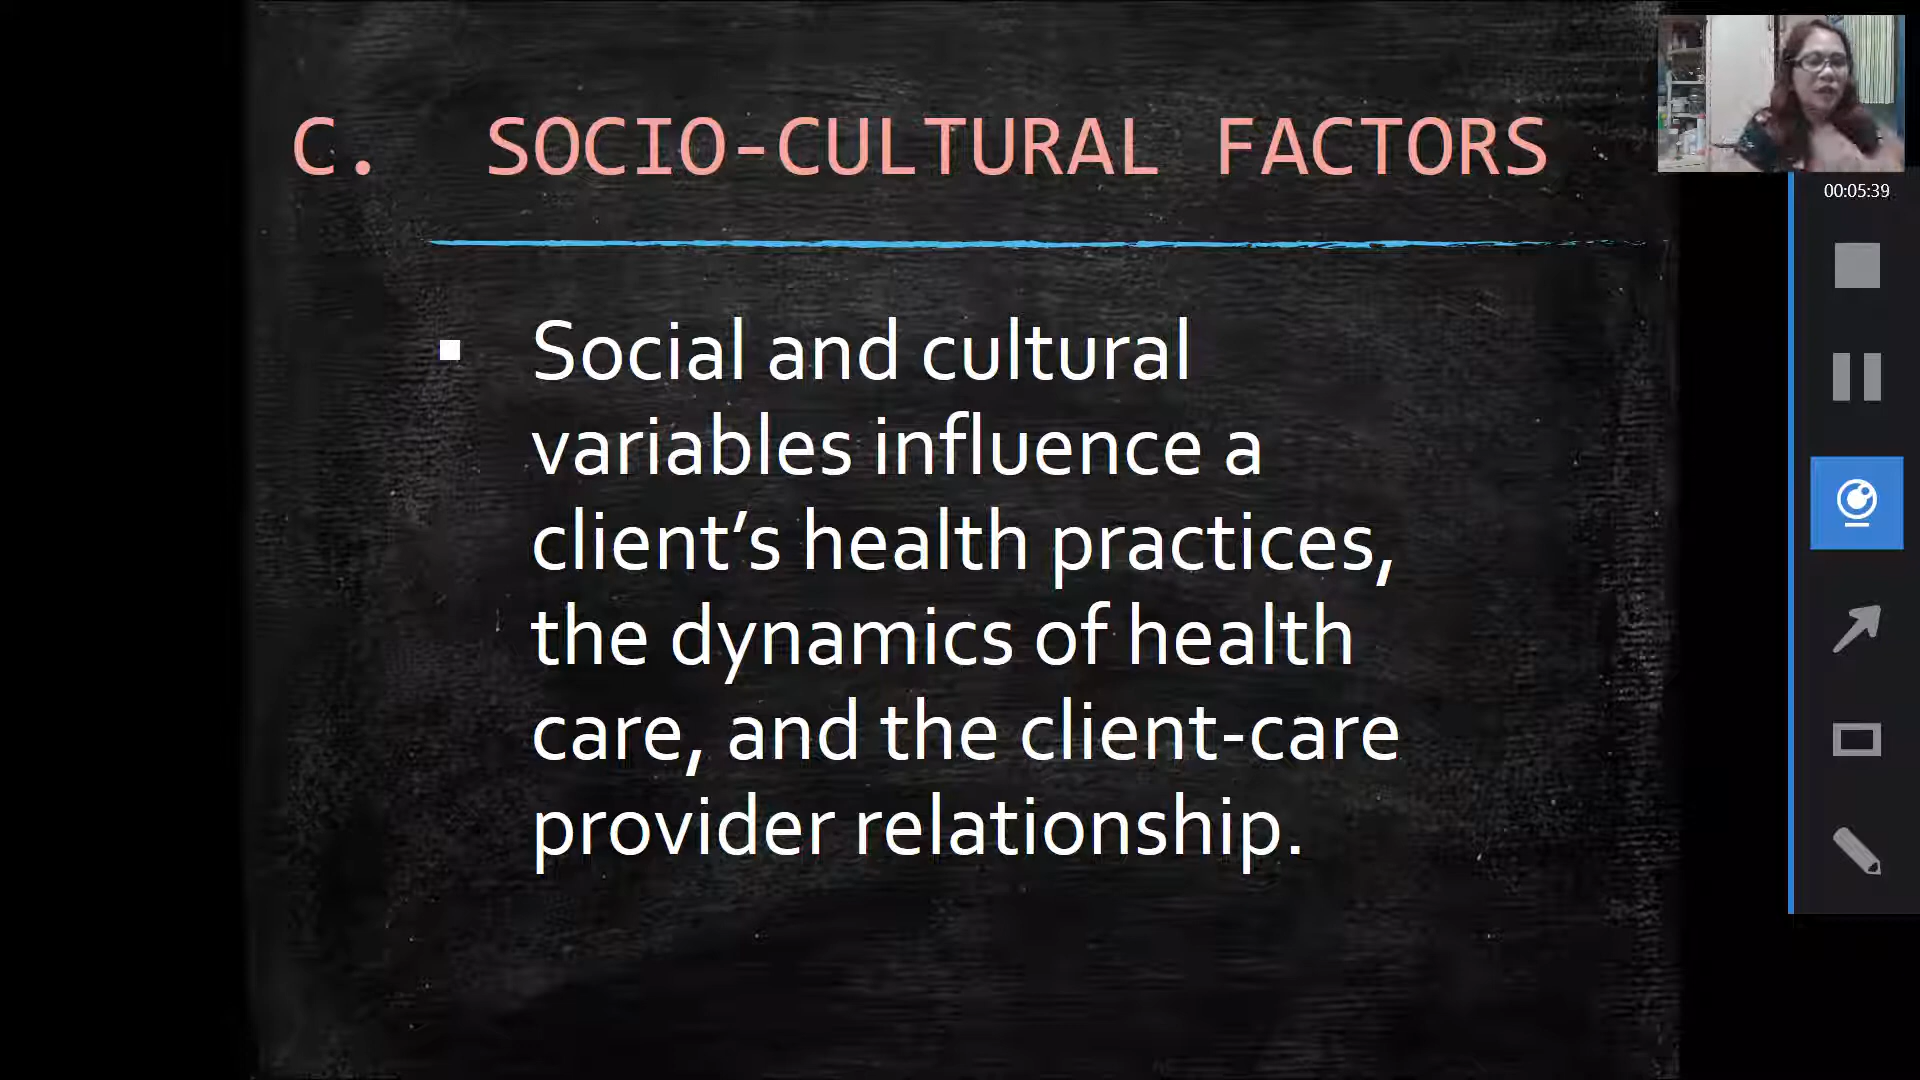 C. SOCIO-CULTURAL FACTORS
00:05:39
▪ Social and cultural
variables influence a
client’s health practices,
the dynamics of health
care, and the client-care
provider relationship.